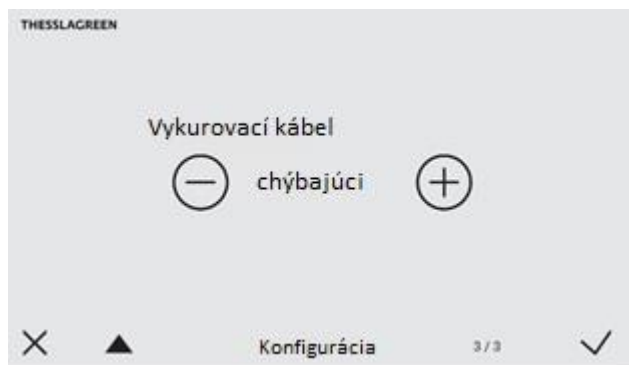 THESSLAGREEN
Vykurovací kábel
chýbajúci
Konfigurácia 3/3